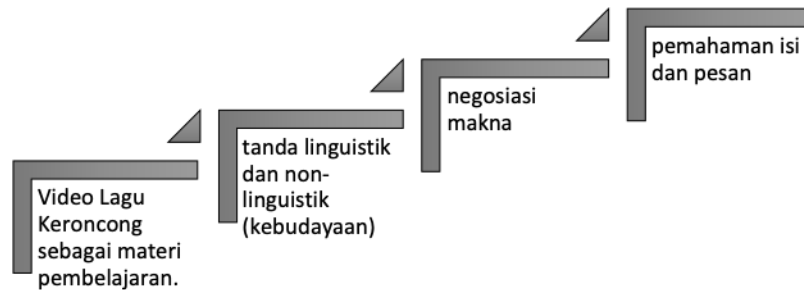 Video Lagu
Keroncong
sebagai materi
pembelajaran.
tanda linguistik
dan non-
linguistik
(kebudayaan)
negosiasi
makna
pemahaman isi
dan pesan